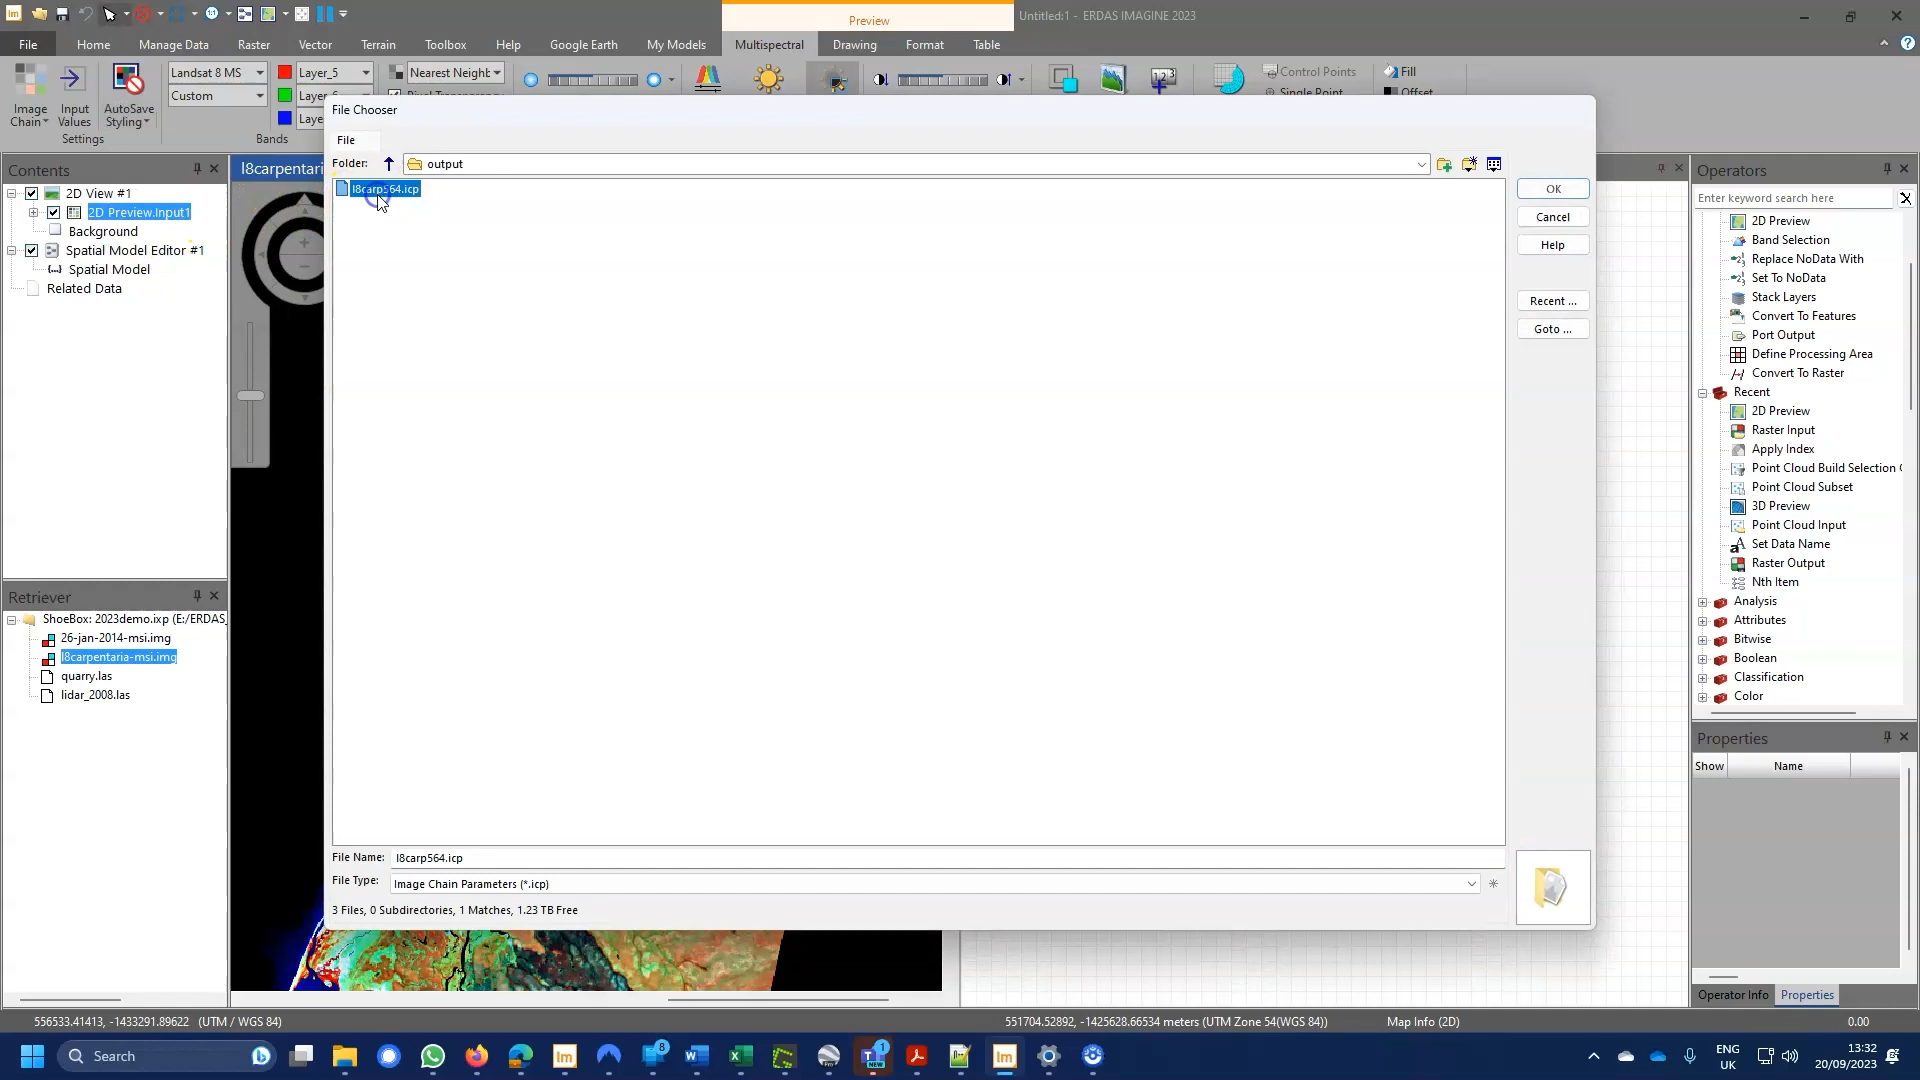 Preview
Untitled:1 - ERDAS IMAGINE 2023
File
Home
Manage Data
Raster
Vector
Terrain
Toolbox
Help
Google Earth
My Models
Multispectral
Drawing
Format
Table
Image
Chain
Input
Values
AutoSave
Styling
Settings
Landsat 8 MS
Custom
Layer_5
Bands
Control Points
Single Point
Fill
Offset
File Chooser
File
Folder:
output
l8carp564.icp
OK
Cancel
Help
Recent ...
Goto ...
File Name:
l8carp564.icp
File Type:
Image Chain Parameters (*.icp)
3 Files, 0 Subdirectories, 1 Matches, 1.23 TB Free
Contents
2D View #1
2D Preview.Input1
Background
Spatial Model Editor #1
Spatial Model
Related Data
Retriever
ShoeBox: 2023demo.ixp (E:/ERDAS_
26-jan-2014-msi.img
l8carpentaria-msi.img
quarry.las
lidar_2008.las
Operators
Enter keyword search here
2D Preview
Band Selection
Replace NoData With
Set To NoData
Stack Layers
Convert To Features
Port Output
Define Processing Area
Convert To Raster
Recent
2D Preview
Raster Input
Apply Index
Point Cloud Build Selection
Point Cloud Subset
3D Preview
Point Cloud Input
Set Data Name
Raster Output
Nth Item
Analysis
Attributes
Bitwise
Boolean
Classification
Color
Properties
Show
Name
Operator Info
Properties
556533.41413, -1433291.89622 (UTM / WGS 84)
551704.52892, -1425628.66534 meters (UTM Zone 54(WGS 84))
Map Info (2D)
0.00
Search
8
1
NEW
ENG
UK
13:32
20/09/2023